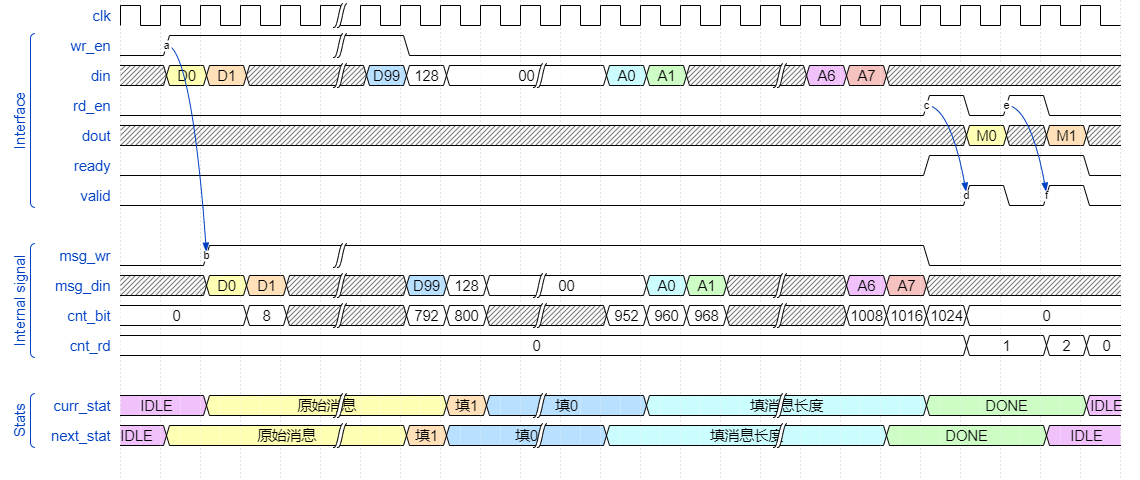 clk
Interface
wr_en a
din D0 D1 D99 128 00 A0 A1 A6 A7
rd_en c e
dout M0 M1
ready
valid d f
Internal signal
msg_wr b
msg_din D0 D1 D99 128 00 A0 A1 A6 A7
cnt_bit 0 8 792 800 952 960 968 1008 1016 1024 0
cnt_rd 0 1 2 0
Stats
curr_stat IDLE 原始消息 填1 填0 填消息长度 DONE IDLE
next_stat IDLE 原始消息 填1 填0 填消息长度 DONE IDLE